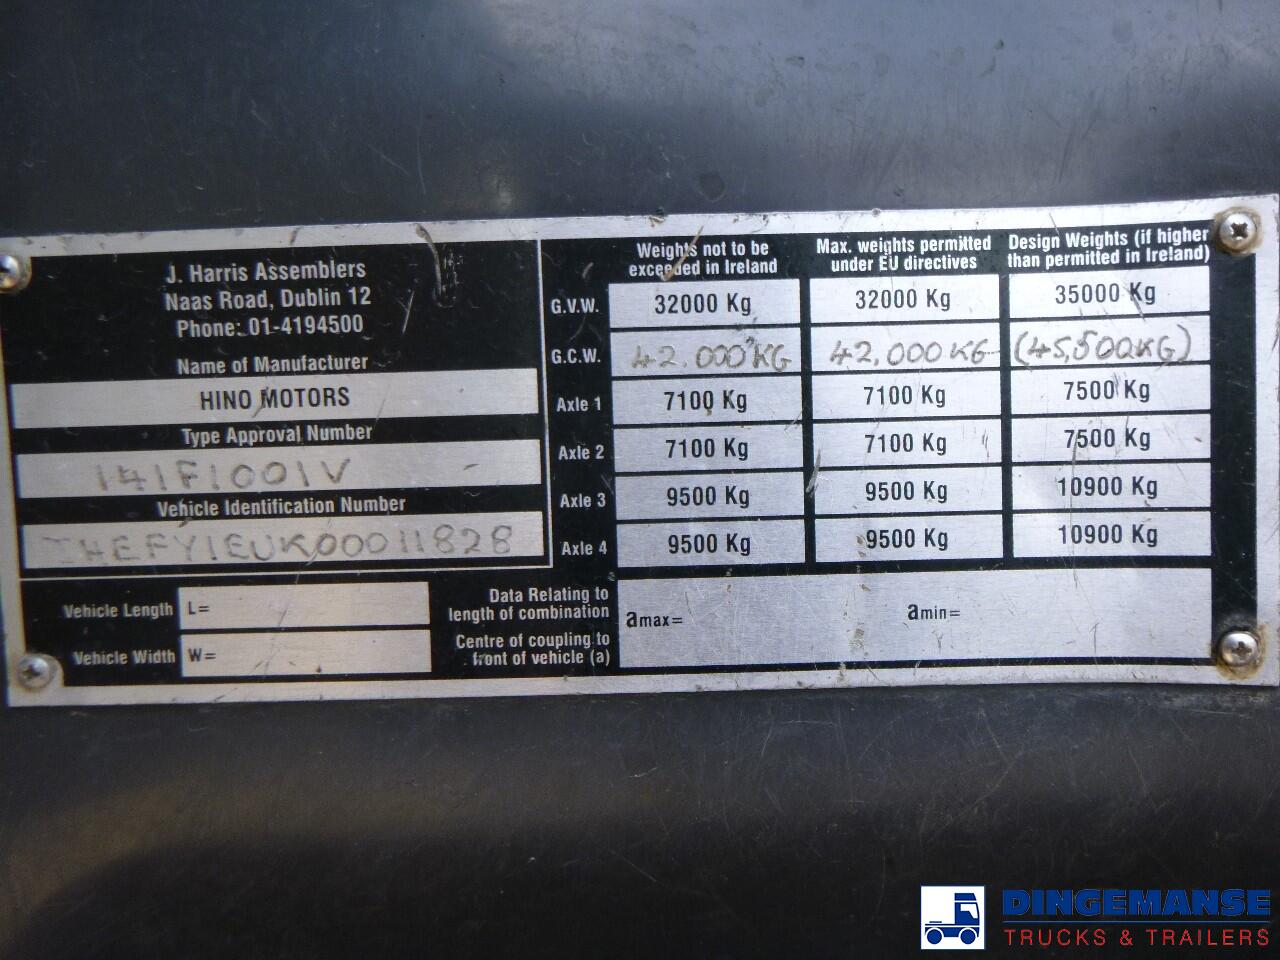 J. Harris Assemblers
Naas Road, Dublin 12
Phone: 01-4194500
Name of Manufacturer
HINO MOTORS
Type Approval Number
141F1001V
Vehicle Identification Number
JHEFY1EUK00011828
Weights not to be exceeded in Ireland
Max. weights permitted under EU directives
Design Weights (if higher than permitted in Ireland)
G.V.W. 32000 Kg 32000 Kg 35000 Kg
G.C.W. 42.000 KG 42,000 KG (45,500KG)
Axle 1 7100 Kg 7100 Kg 7500 Kg
Axle 2 7100 Kg 7100 Kg 7500 Kg
Axle 3 9500 Kg 9500 Kg 10900 Kg
Axle 4 9500 Kg 9500 Kg 10900 Kg
Vehicle Length L=
Vehicle Width W=
Data Relating to
length of combination
Centre of coupling to
front of vehicle (a)
amax= amin=
DINGEMANSE
TRUCKS & TRAILERS